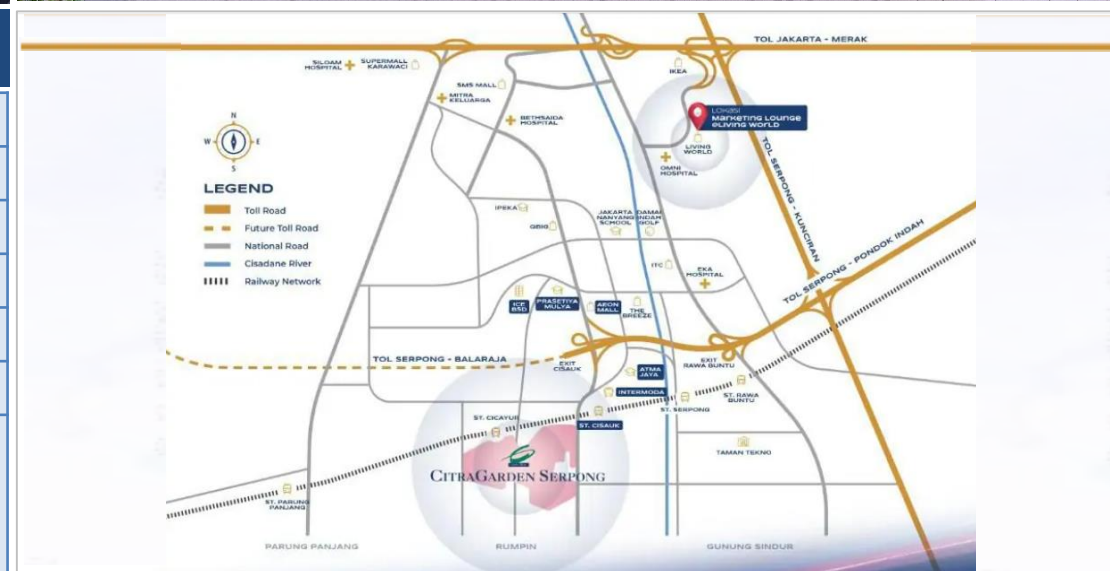 TOL JAKARTA - MERAK
SILOAM
HOSPITAL
SUPERMALL
KARAWACI
IKEA
SMS MALL
MITRA
KELUARGA
BETHSAIDA
HOSPITAL
LOKASI
MARKETING LOUNGE
@LIVING WORLD
LIVING
WORLD
OMNI
HOSPITAL
TOL SERPONG - KUNCIRAN
N
W
E
S
LEGEND
Toll Road
Future Toll Road
National Road
Cisadane River
Railway Network
IPEKA
JAKARTA
NANYANG
SCHOOL
DAMAI
INDAH
GOLF
ITC
EKA
HOSPITAL
TOL SERPONG - PONDOK INDAH
ICE
BSD
PRASETIYA
MULYA
AEON
MALL
THE
BREEZE
TOL SERPONG - BALARAJA
EXIT
CISAUK
EXIT
RAWA BUNTU
ATMA
JAYA
INTERMODA
ST. RAWA
BUNTU
ST. SERPONG
ST. CICAYUR
ST. CISAUK
TAMAN TEKNO
CITRAGARDEN SERPONG
ST. PARUNG
PANJANG
PARUNG PANJANG
RUMPIN
GUNUNG SINDUR